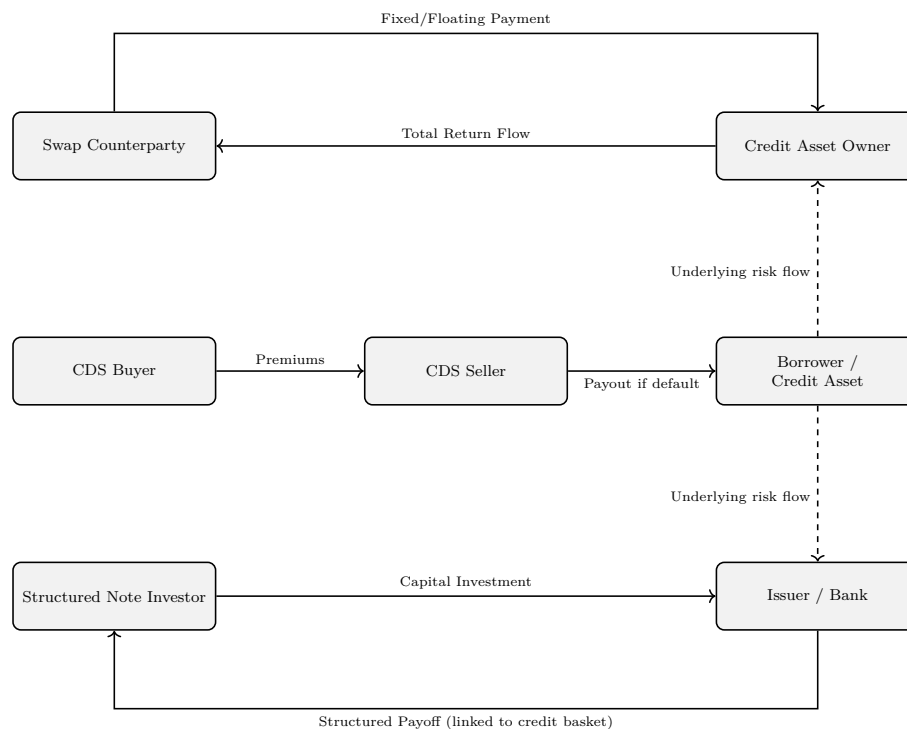 Fixed/Floating Payment
Swap Counterparty
Total Return Flow
Credit Asset Owner
Underlying risk flow
CDS Buyer
Premiums
CDS Seller
Payout if default
Borrower /
Credit Asset
Underlying risk flow
Structured Note Investor
Capital Investment
Issuer / Bank
Structured Payoff (linked to credit basket)